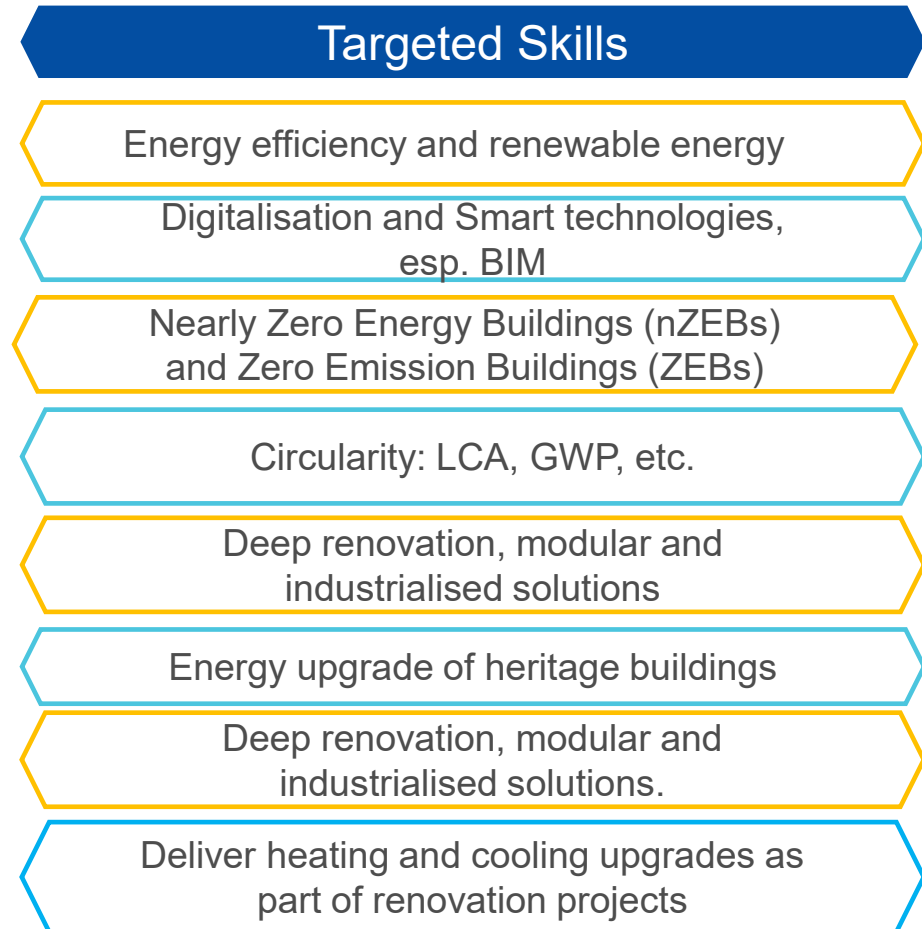 Targeted Skills
Energy efficiency and renewable energy
Digitalisation and Smart technologies,
esp. BIM
Nearly Zero Energy Buildings (nZEBs)
and Zero Emission Buildings (ZEBs)
Circularity: LCA, GWP, etc.
Deep renovation, modular and
industrialised solutions
Energy upgrade of heritage buildings
Deep renovation, modular and
industrialised solutions.
Deliver heating and cooling upgrades as
part of renovation projects